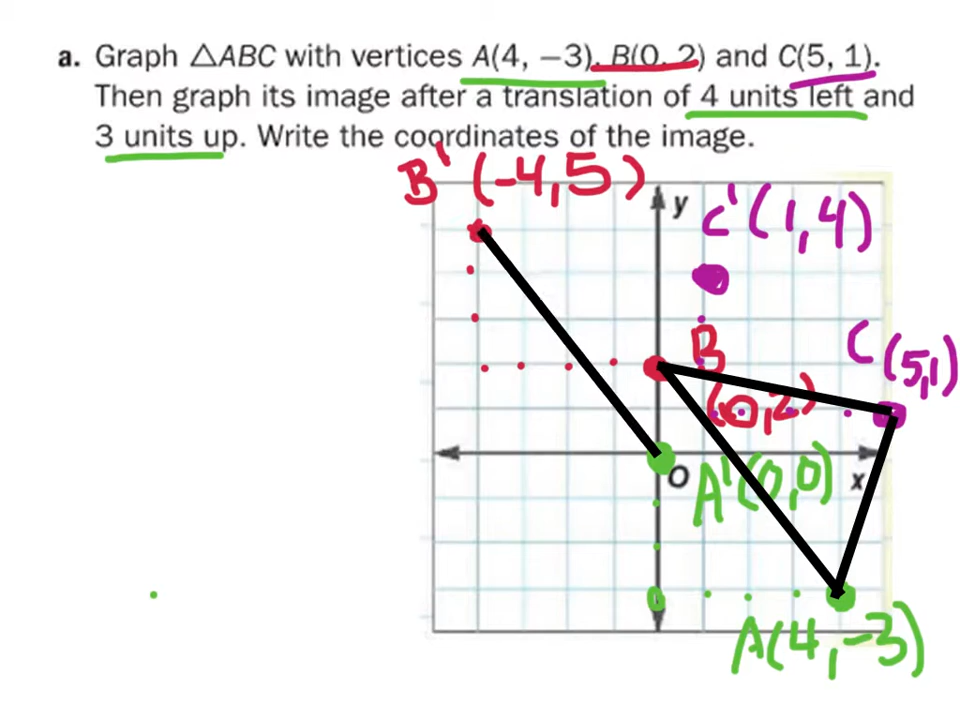 a. Graph △ABC with vertices A(4, −3), B(0, 2) and C(5, 1).
Then graph its image after a translation of 4 units left and
3 units up. Write the coordinates of the image.
B'(-4,5)
y
C'(1,4)
B
(0,2)
C (5,1)
O
A'(0,0)
x
A(4,-3)